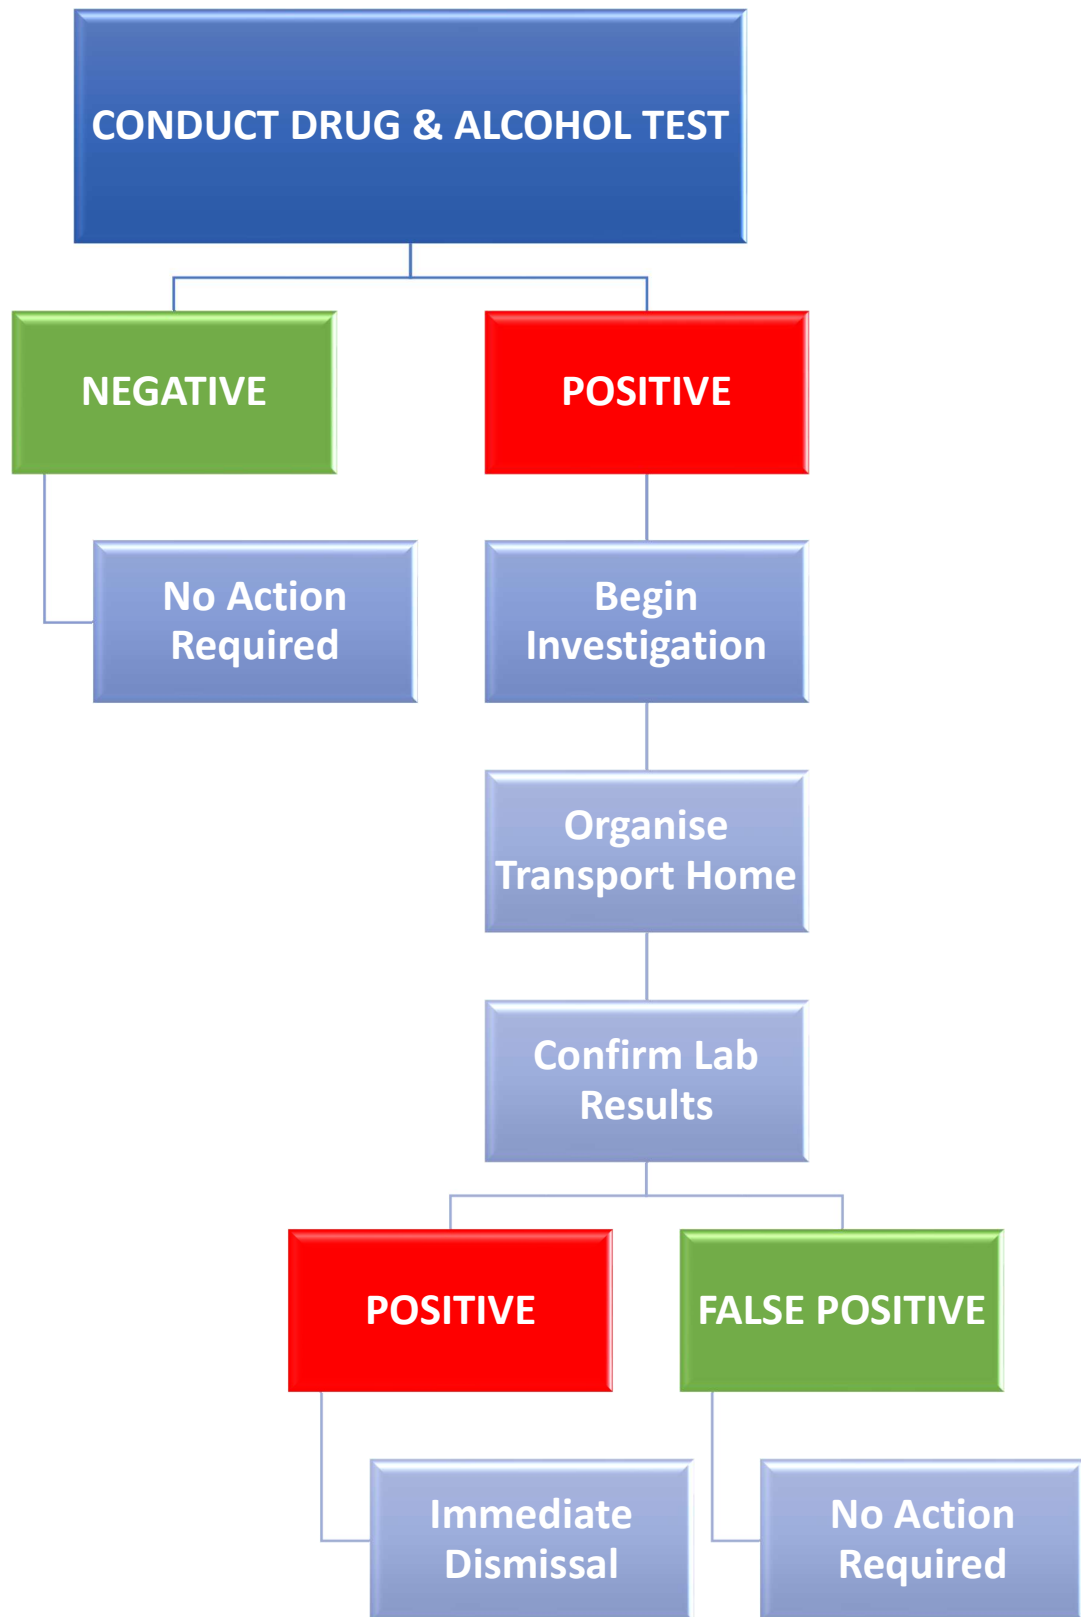 CONDUCT DRUG & ALCOHOL TEST
NEGATIVE
POSITIVE
No Action
Required
Begin
Investigation
Organise
Transport Home
Confirm Lab
Results
POSITIVE
FALSE POSITIVE
Immediate
Dismissal
No Action
Required